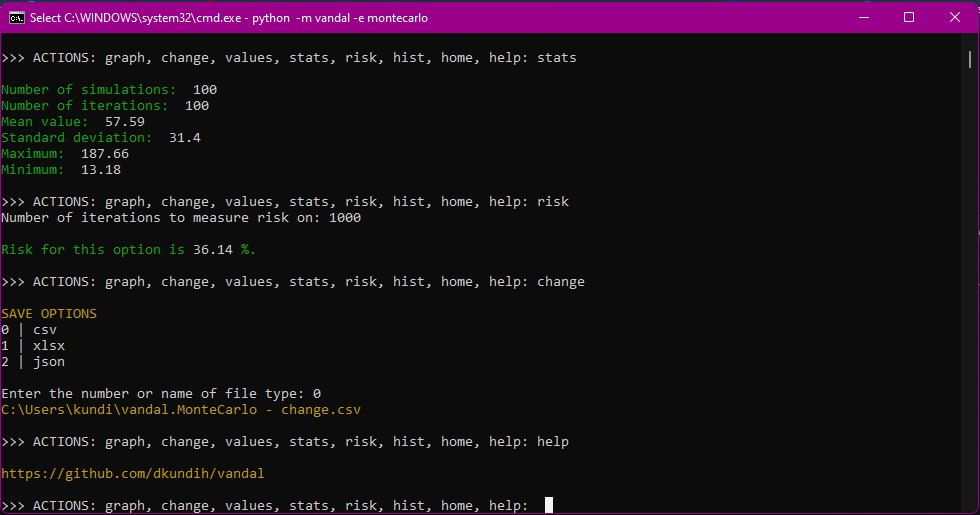 Select C:\WINDOWS\system32\cmd.exe - python  -m vandal -e montecarlo
>>> ACTIONS: graph, change, values, stats, risk, hist, home, help: stats
Number of simulations:  100
Number of iterations:  100
Mean value:  57.59
Standard deviation:  31.4
Maximum:  187.66
Minimum:  13.18
>>> ACTIONS: graph, change, values, stats, risk, hist, home, help: risk
Number of iterations to measure risk on: 1000
Risk for this option is 36.14 %.
>>> ACTIONS: graph, change, values, stats, risk, hist, home, help: change
SAVE OPTIONS
0 | csv
1 | xlsx
2 | json
Enter the number or name of file type: 0
C:\Users\kundi\vandal.MonteCarlo - change.csv
>>> ACTIONS: graph, change, values, stats, risk, hist, home, help: help
https://github.com/dkundih/vandal
>>> ACTIONS: graph, change, values, stats, risk, hist, home, help: